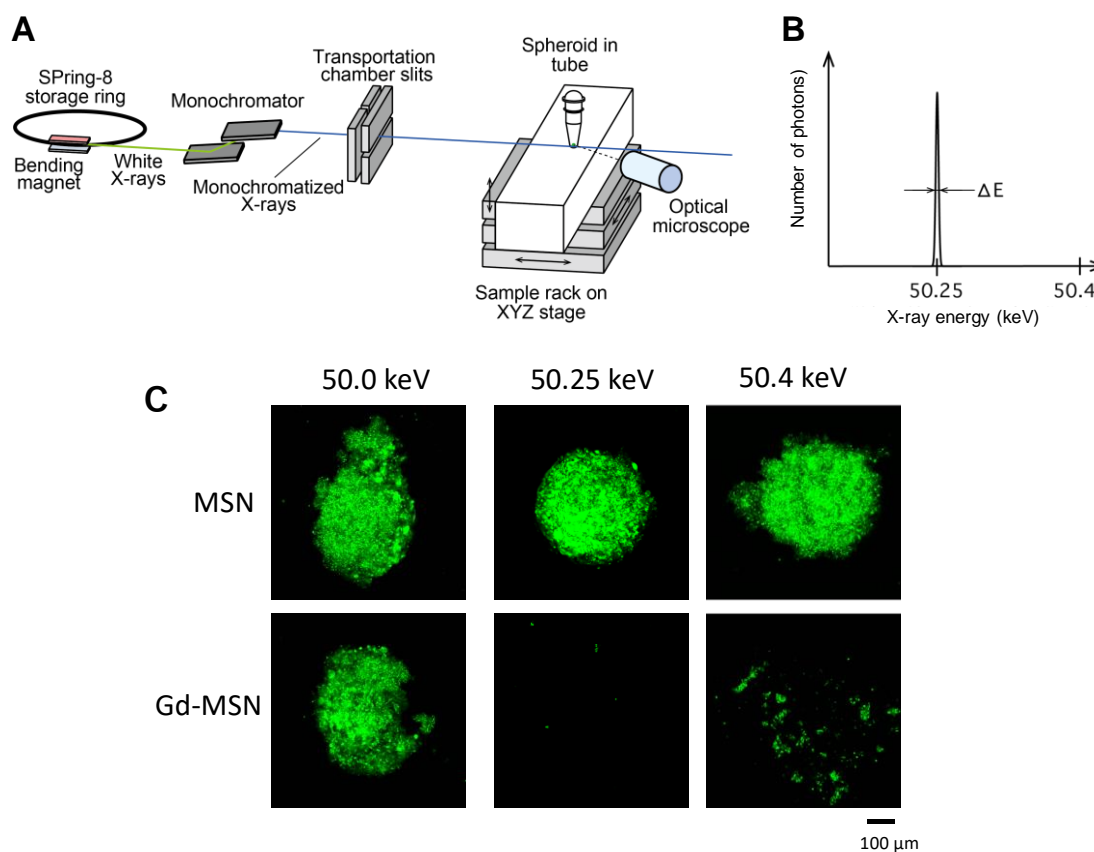 A
SPring-8
storage ring
Bending
magnet
White
X-rays
Monochromator
Monochromatized
X-rays
Transportation
chamber slits
Spheroid in
tube
Optical
microscope
Sample rack on
XYZ stage
B
Number of photons
ΔE
50.25
50.4
X-ray energy (keV)
C
50.0 keV
50.25 keV
50.4 keV
MSN
Gd-MSN
100 µm